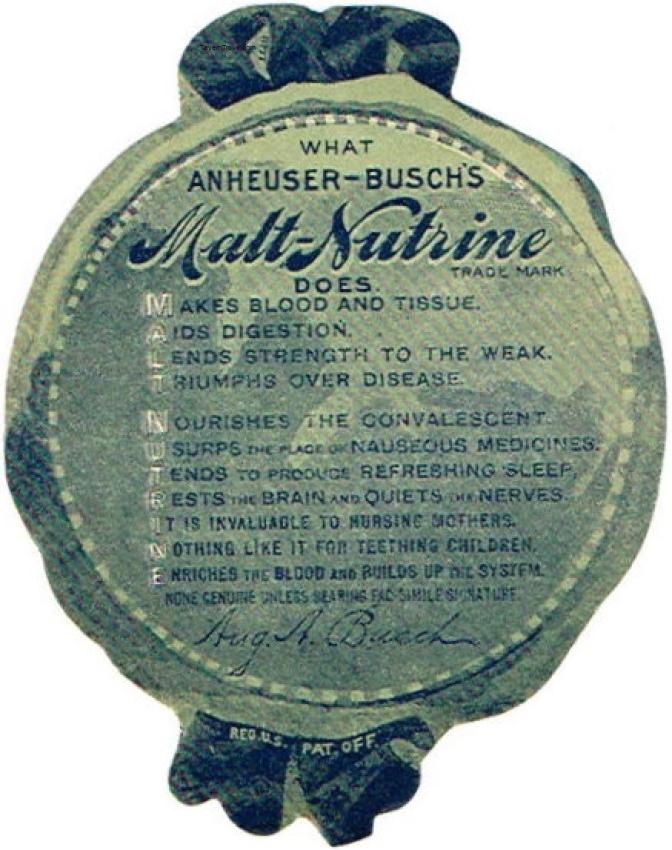 WHAT
ANHEUSER-BUSCH'S
Malt-Nutrine
TRADE MARK
DOES.
MAKES BLOOD AND TISSUE.
AIDS DIGESTION.
LENDS STRENGTH TO THE WEAK.
TRIUMPHS OVER DISEASE.
NOURISHES THE CONVALESCENT.
USURPS THE PLACE OF NAUSEOUS MEDICINES.
TENDS TO PRODUCE REFRESHING SLEEP.
RESTS THE BRAIN AND QUIETS THE NERVES.
IT IS INVALUABLE TO NURSING MOTHERS.
NOTHING LIKE IT FOR TEETHING CHILDREN.
ENRICHES THE BLOOD AND BUILDS UP THE SYSTEM.
NONE GENUINE UNLESS BEARING FAC-SIMILE SIGNATURE
Aug. A. Busch
REG. U.S. PAT. OFF.